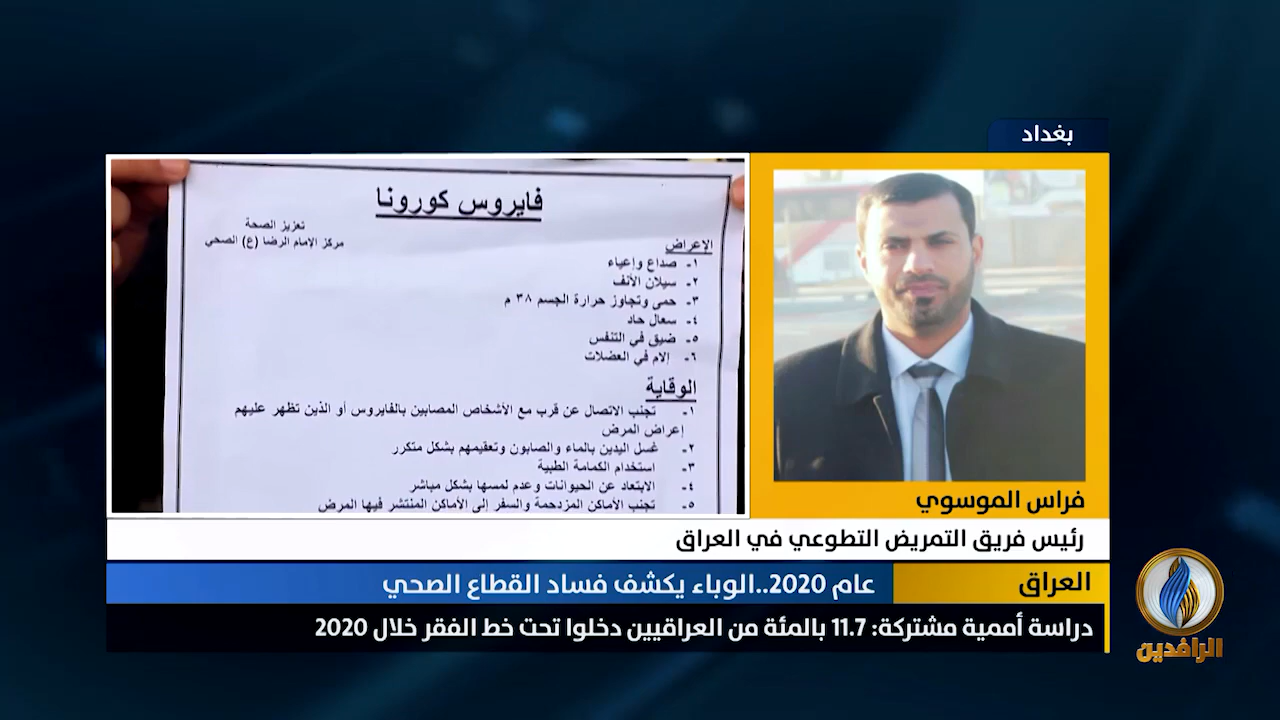 بغداد
فايروس كورونا
تعزيز الصحة
مركز الإمام الرضا (ع) الصحي
الإعراض
١- صداع وإعياء
٢- سيلان الأنف
٣- حمى وتجاوز حرارة الجسم ٣٨ م
٤- سعال حاد
٥- ضيق في التنفس
٦- إلام في العضلات
الوقاية
١- تجنب الاتصال عن قرب مع الأشخاص المصابين بالفايروس أو الذين تظهر عليهم
إعراض المرض
٢- غسل اليدين بالماء والصابون وتعقيمهم بشكل متكرر
٣- استخدام الكمامة الطبية
٤- الابتعاد عن الحيوانات وعدم لمسها بشكل مباشر
٥- تجنب الأماكن المزدحمة والسفر إلى الأماكن المنتشر فيها المرض
فراس الموسوي
رئيس فريق التمريض التطوعي في العراق
العراق
عام 2020..الوباء يكشف فساد القطاع الصحي
دراسة أممية مشتركة: 11.7 بالمئة من العراقيين دخلوا تحت خط الفقر خلال 2020
الرافدين